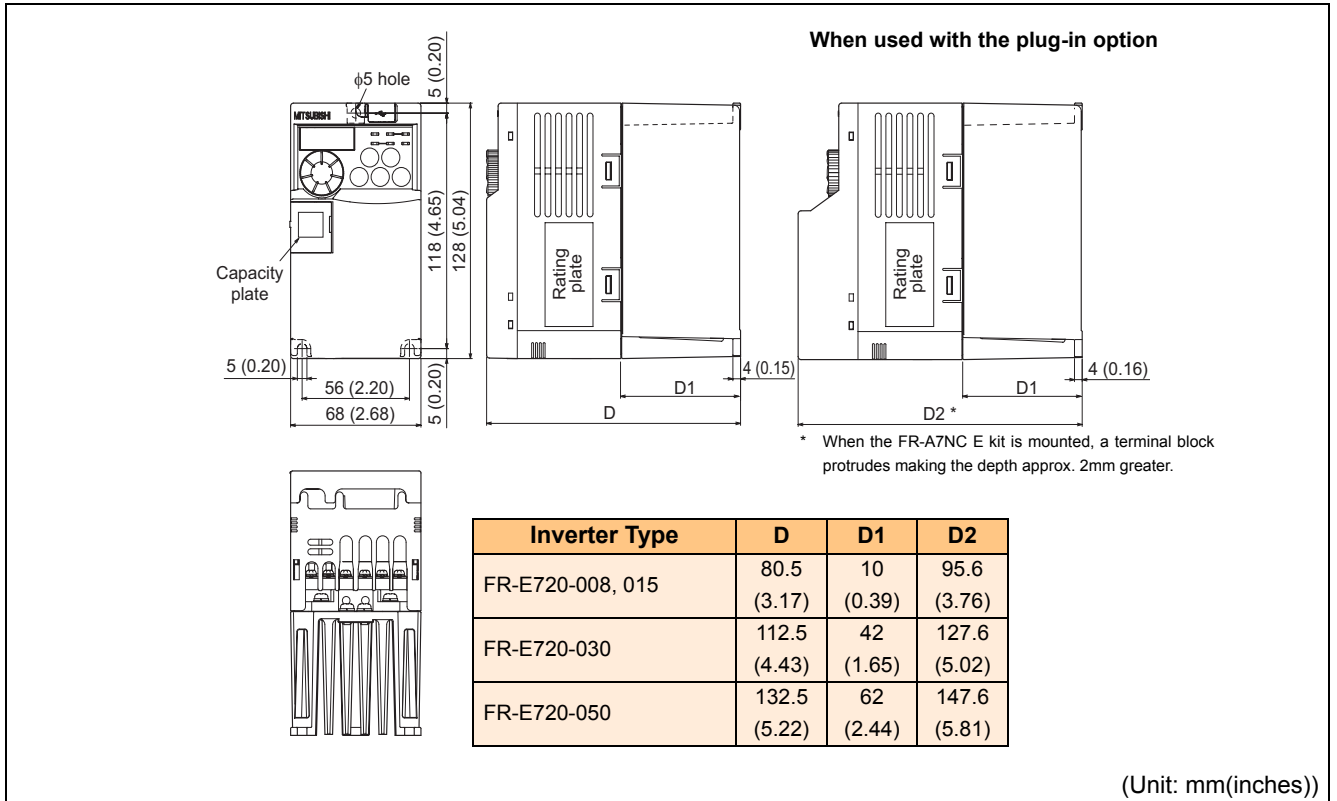 When used with the plug-in option
ϕ5 hole
5 (0.20)
MITSUBISHI
118 (4.65)
128 (5.04)
Capacity
plate
5 (0.20)
56 (2.20)
68 (2.68)
5 (0.20)
Rating
plate
4 (0.15)
D1
D
Rating
plate
4 (0.16)
D1
D2 *
* When the FR-A7NC E kit is mounted, a terminal block
protrudes making the depth approx. 2mm greater.
Inverter Type D D1 D2
FR-E720-008, 015 80.5 10 95.6
(3.17) (0.39) (3.76)
FR-E720-030 112.5 42 127.6
(4.43) (1.65) (5.02)
FR-E720-050 132.5 62 147.6
(5.22) (2.44) (5.81)
(Unit: mm(inches))